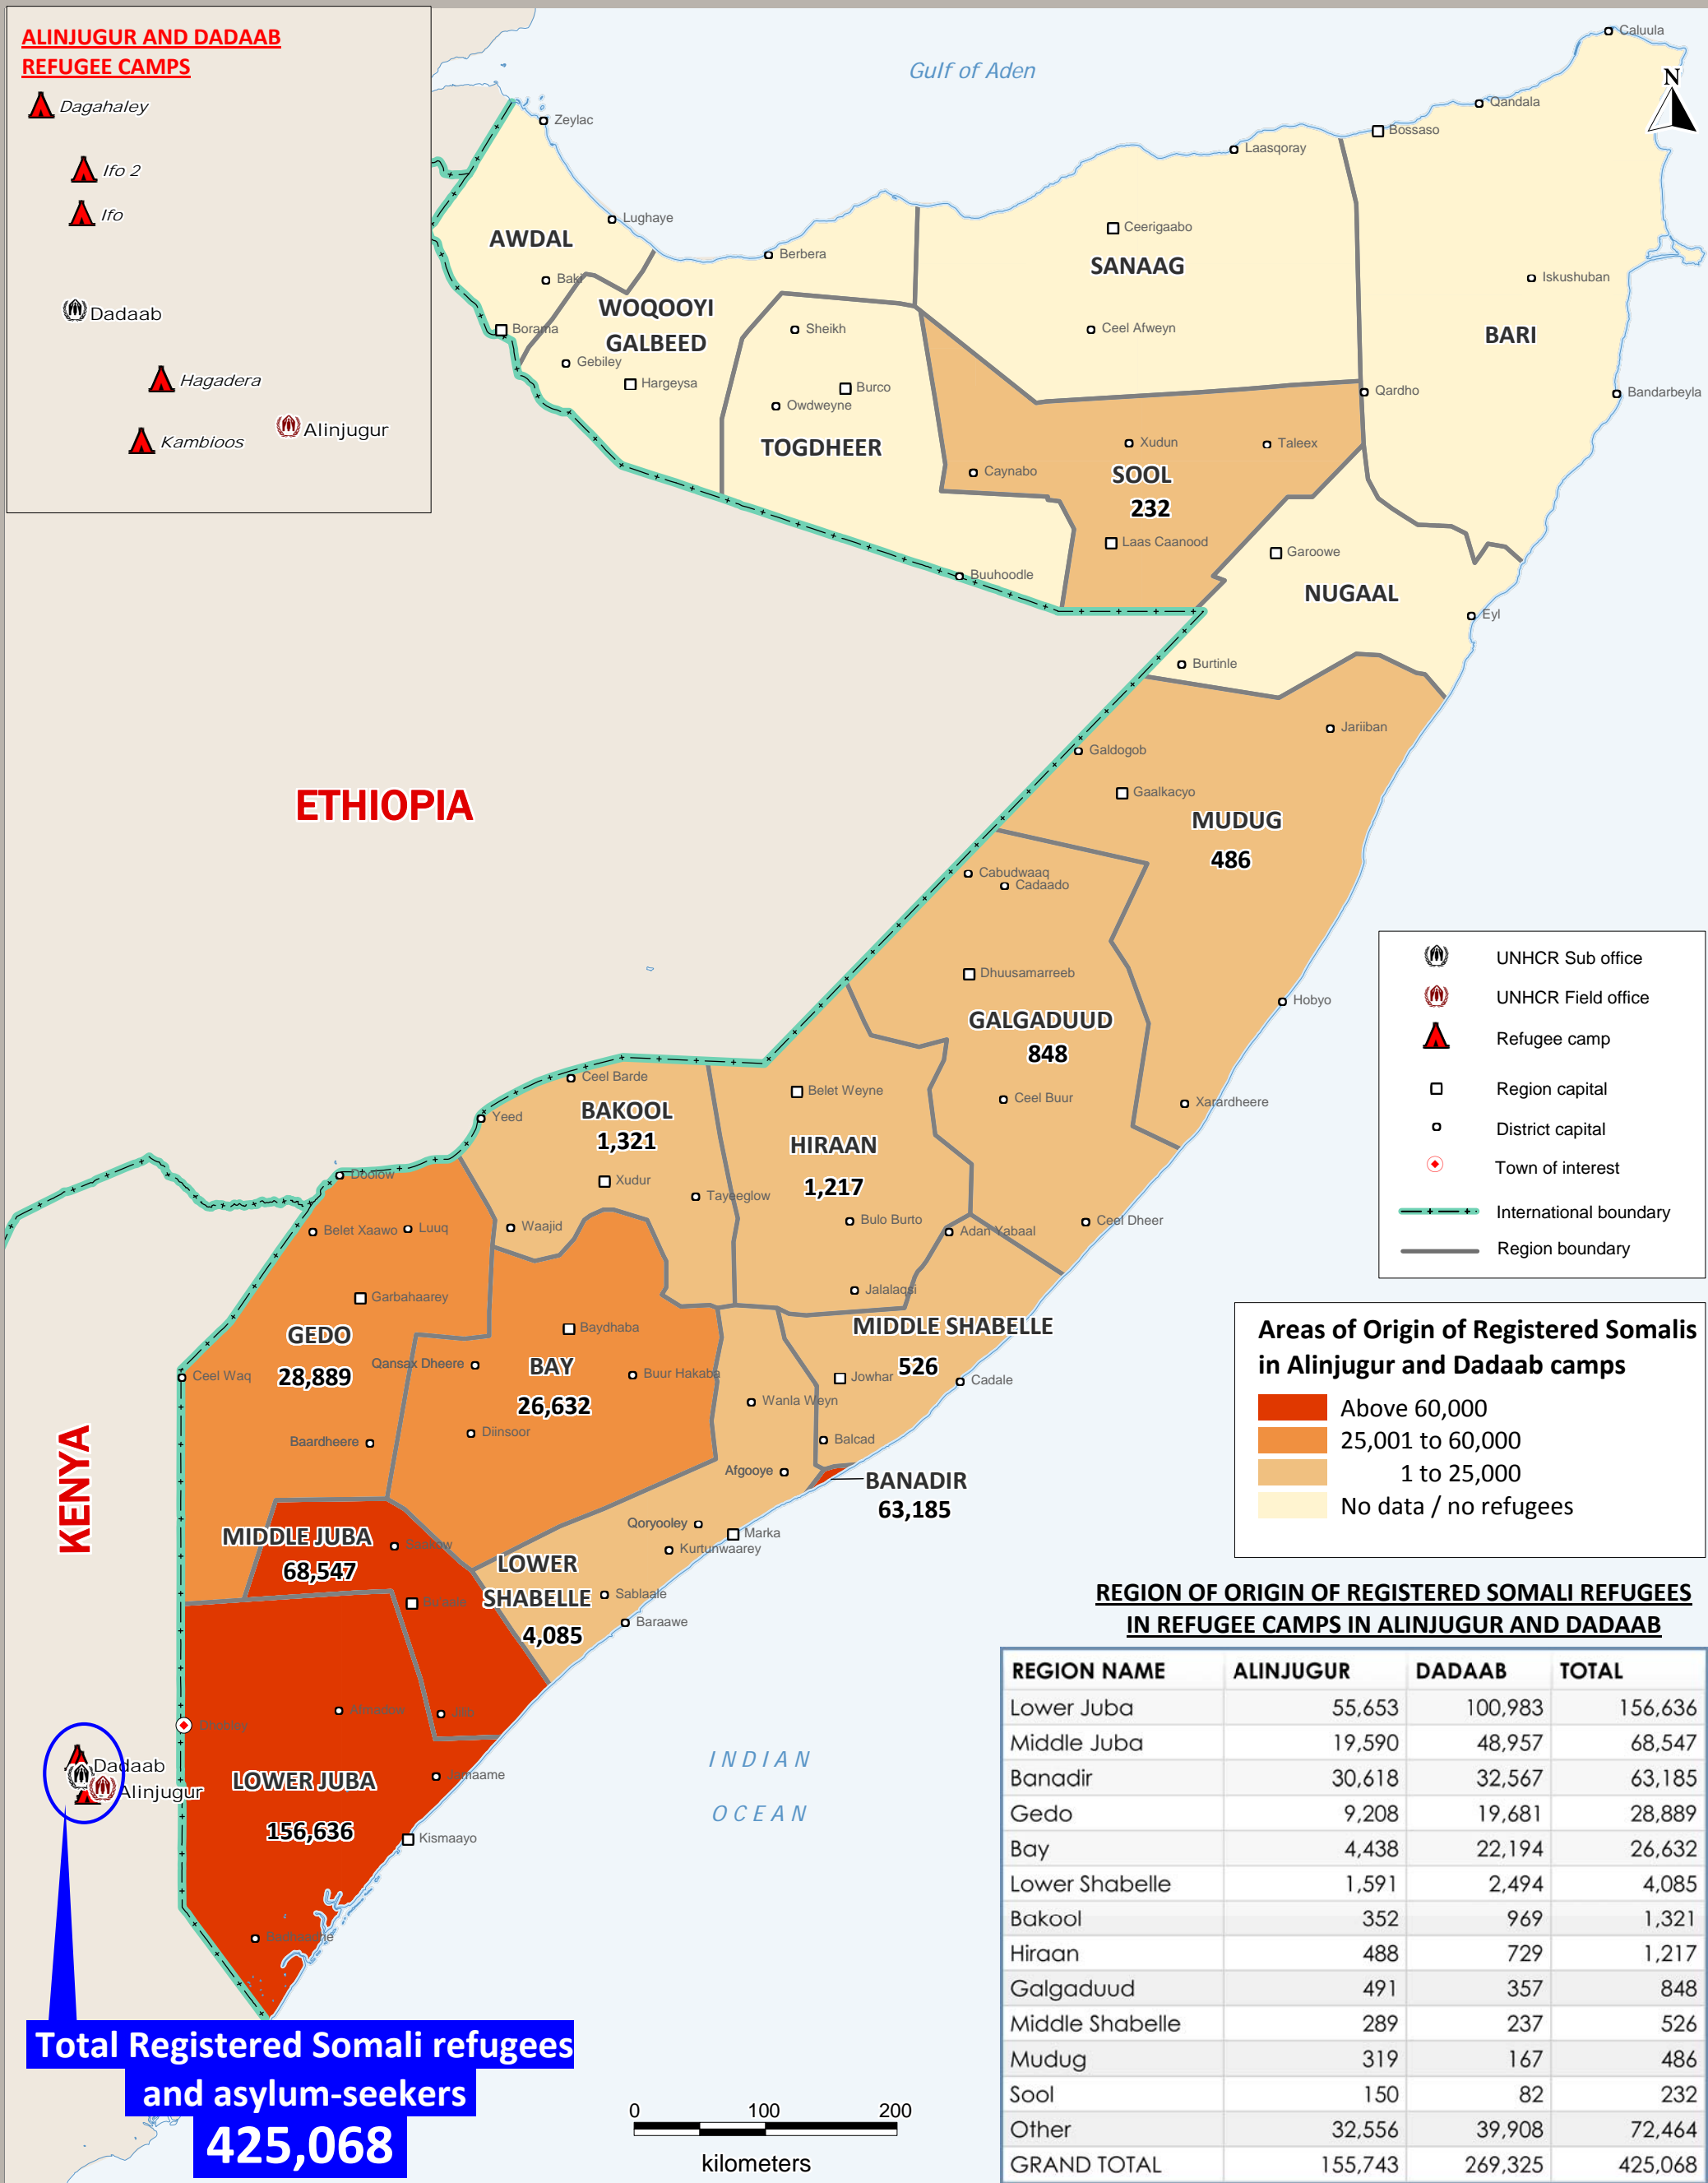 ALINJUGUR AND DADAAB
REFUGEE CAMPS
Dagahaley
Ifo 2
Ifo
Dadaab
Hagadera
Alinjugur
Kambioos
Gulf of Aden
N
Caluula
Qandala
Bossaso
Zeylac
Laasqoray
Lughaye
Ceerigaabo
AWDAL
Berbera
SANAAG
Baki
Iskushuban
WOQOOYI
GALBEED
Borama
Sheikh
Ceel Afweyn
BARI
Gebiley
Hargeysa
Burco
Qardho
Bandarbeyla
Owdweyne
TOGDHEER
Xudun
Taleex
Caynabo
SOOL
232
Laas Caanood
Garoowe
Buuhoodle
NUGAAL
Eyl
Burtinle
Jariiban
Galdogob
Gaalkacyo
ETHIOPIA
MUDUG
486
Cabudwaaq
Cadaado
Dhuusamarreeb
Hobyo
GALGADUUD
848
Ceel Barde
Belet Weyne
Ceel Buur
Xarardheere
BAKOOL
1,321
Yeed
HIRAAN
1,217
Doolow
Xudur
Tayeeglow
Belet Xaawo
Luuq
Waajid
Bulo Burto
Adan Yabaal
Ceel Dheer
Garbahaarey
Jalalaqsi
GEDO
28,889
Baydhaba
MIDDLE SHABELLE
526
Ceel Waq
Qansax Dheere
BAY
26,632
Buur Hakaba
Jowhar
Cadale
Wanla Weyn
Baardheere
Diinsoor
Balcad
Afgooye
BANADIR
63,185
KENYA
MIDDLE JUBA
68,547
Saakow
Qoryooley
Marka
Kurtunwaarey
LOWER
SHABELLE
4,085
Bu'aale
Sablaale
Baraawe
Afmadow
Jilib
Dhobley
Dadaab
Alinjugur
LOWER JUBA
156,636
Jamaame
Kismaayo
Badhaadhe
INDIAN
OCEAN
UNHCR Sub office
UNHCR Field office
Refugee camp
Region capital
District capital
Town of interest
International boundary
Region boundary
Areas of Origin of Registered Somalis
in Alinjugur and Dadaab camps
Above 60,000
25,001 to 60,000
1 to 25,000
No data / no refugees
REGION OF ORIGIN OF REGISTERED SOMALI REFUGEES
IN REFUGEE CAMPS IN ALINJUGUR AND DADAAB
REGION NAME ALINJUGUR DADAAB TOTAL
Lower Juba 55,653 100,983 156,636
Middle Juba 19,590 48,957 68,547
Banadir 30,618 32,567 63,185
Gedo 9,208 19,681 28,889
Bay 4,438 22,194 26,632
Lower Shabelle 1,591 2,494 4,085
Bakool 352 969 1,321
Hiraan 488 729 1,217
Galgaduud 491 357 848
Middle Shabelle 289 237 526
Mudug 319 167 486
Sool 150 82 232
Other 32,556 39,908 72,464
GRAND TOTAL 155,743 269,325 425,068
Total Registered Somali refugees
and asylum-seekers
425,068
0 100 200
kilometers